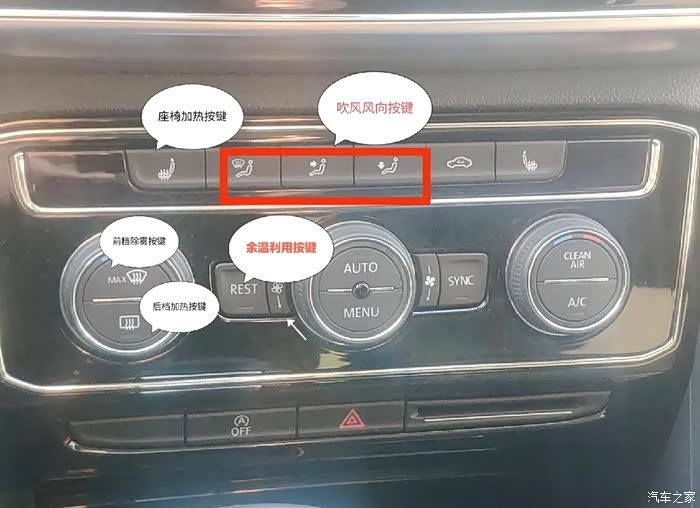 座椅加热按键
吹风风向按键
前档除雾按键
余温利用按键
MAX
后档加热按键
REST
AUTO
MENU
SYNC
CLEAN
AIR
A/C
OFF
汽车之家